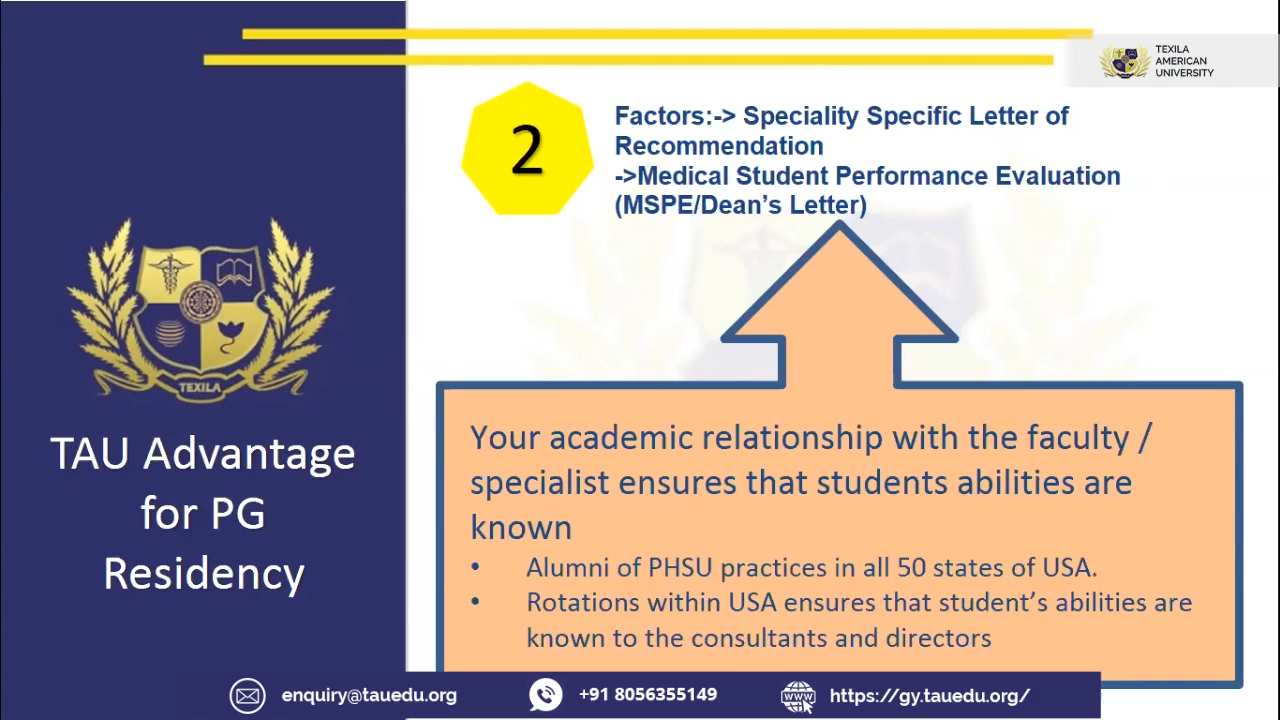 TEXILA
AMERICAN
UNIVERSITY
2
Factors:-> Speciality Specific Letter of
Recommendation
->Medical Student Performance Evaluation
(MSPE/Dean’s Letter)
TEXILA
TAU Advantage
for PG
Residency
Your academic relationship with the faculty /
specialist ensures that students abilities are
known
• Alumni of PHSU practices in all 50 states of USA.
• Rotations within USA ensures that student’s abilities are
known to the consultants and directors
enquiry@tauedu.org
+91 8056355149
WWW
https://gy.tauedu.org/